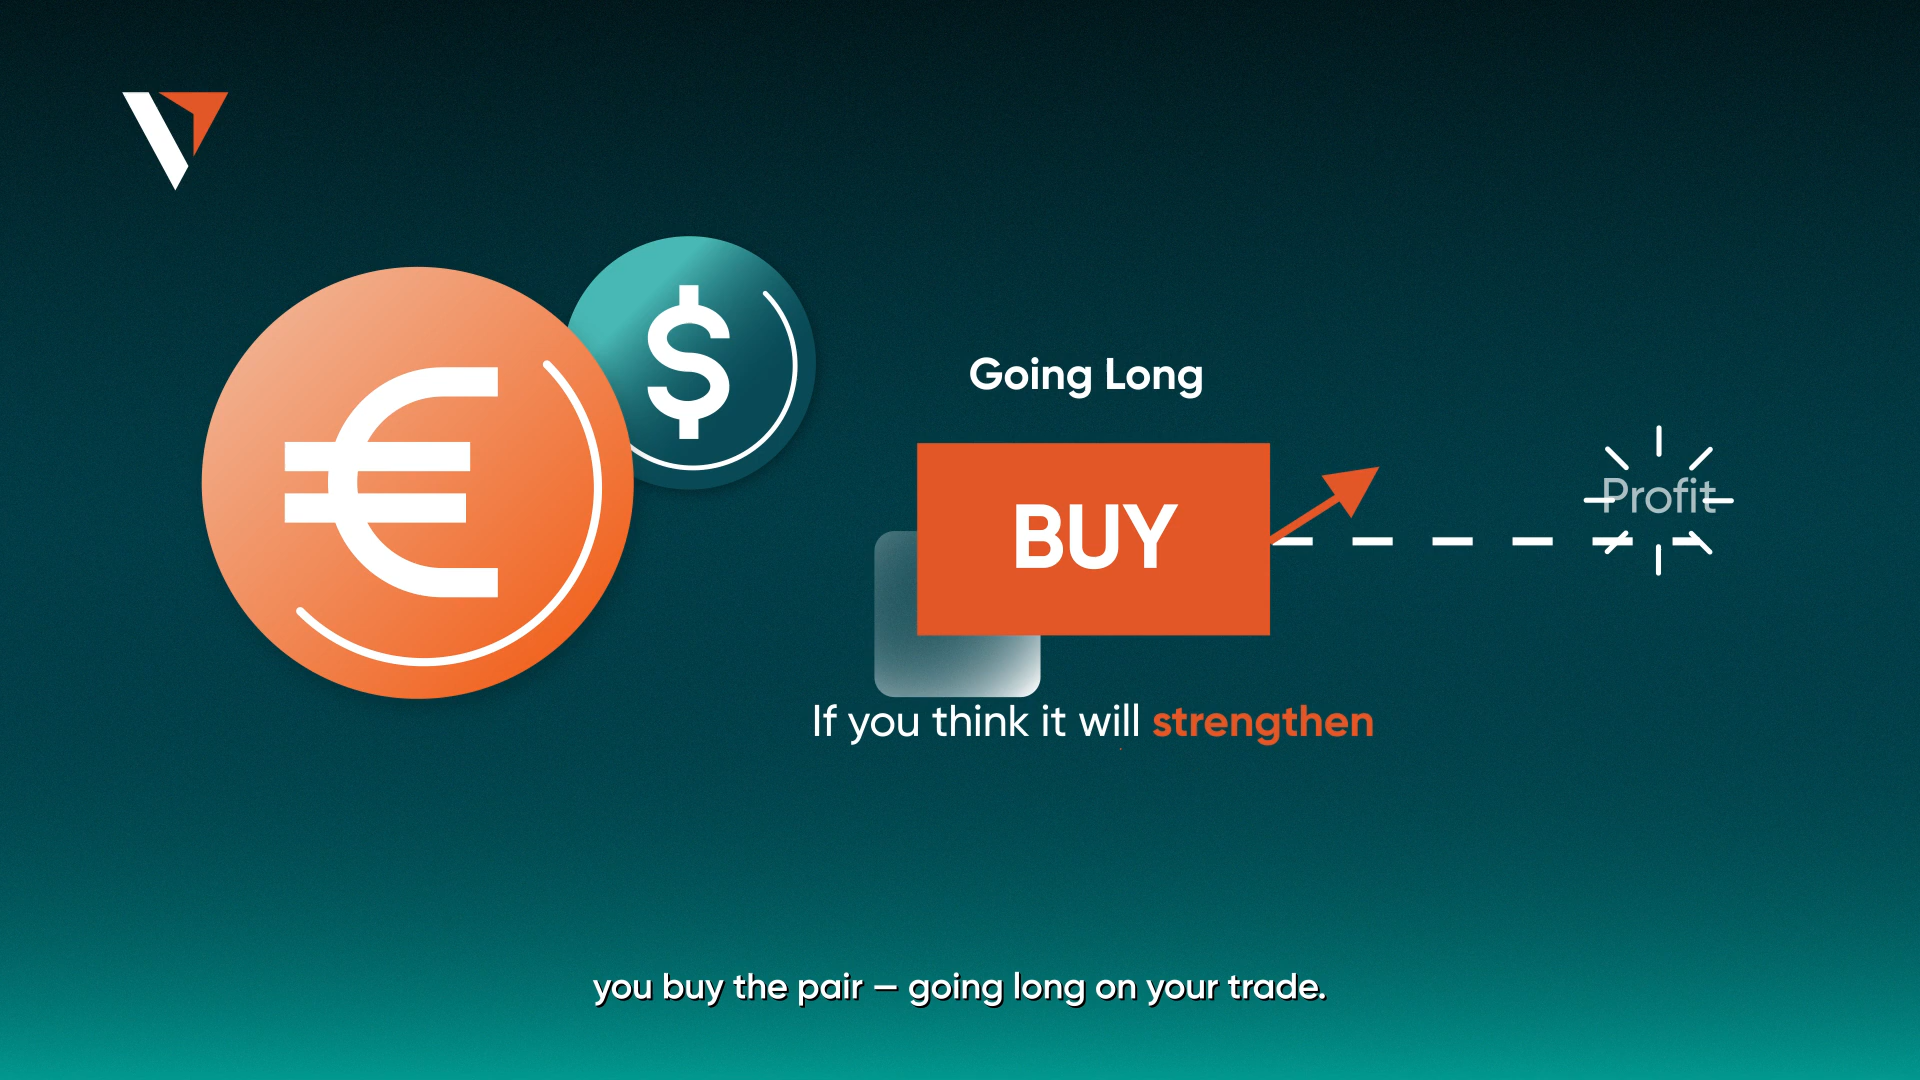 €
$
Going Long
BUY
Profit
If you think it will strengthen
you buy the pair – going long on your trade.